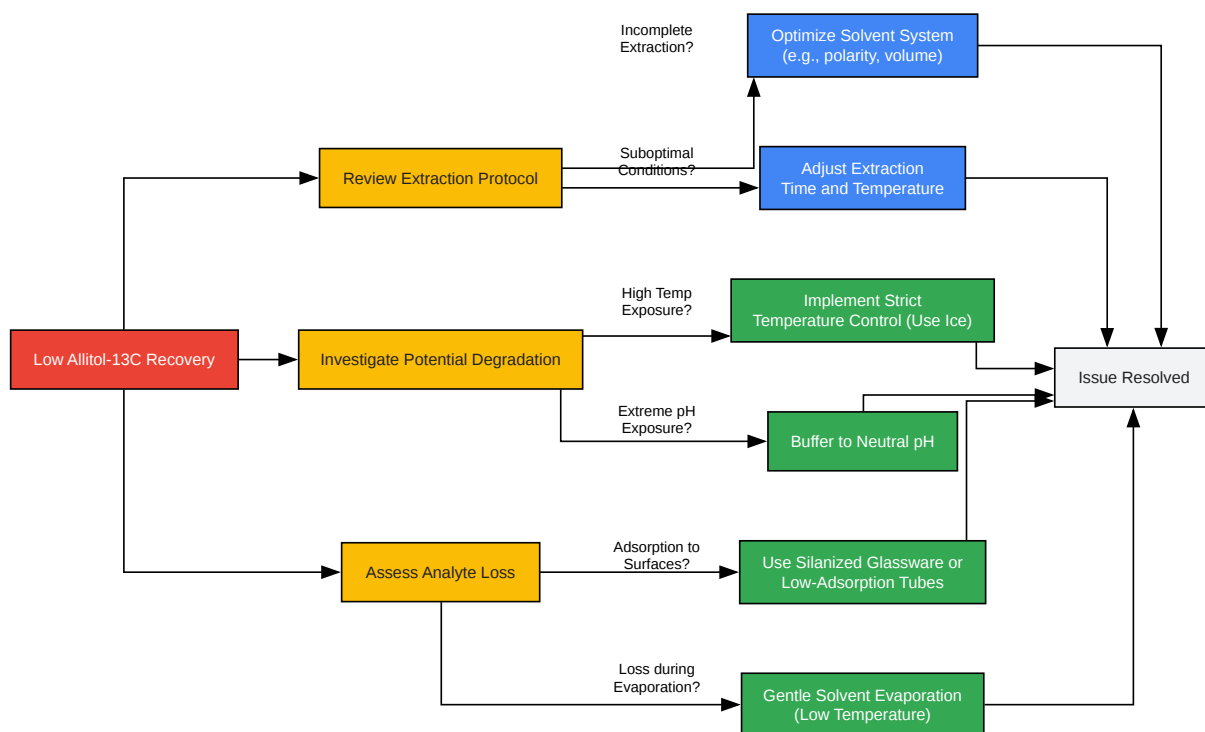 Incomplete
Extraction?
Optimize Solvent System
(e.g., polarity, volume)
Review Extraction Protocol
Suboptimal
Conditions?
Adjust Extraction
Time and Temperature
Low Allitol-13C Recovery
Investigate Potential Degradation
High Temp
Exposure?
Implement Strict
Temperature Control (Use Ice)
Issue Resolved
Extreme pH
Exposure?
Buffer to Neutral pH
Assess Analyte Loss
Adsorption to
Surfaces?
Use Silanized Glassware or
Low-Adsorption Tubes
Loss during
Evaporation?
Gentle Solvent Evaporation
(Low Temperature)